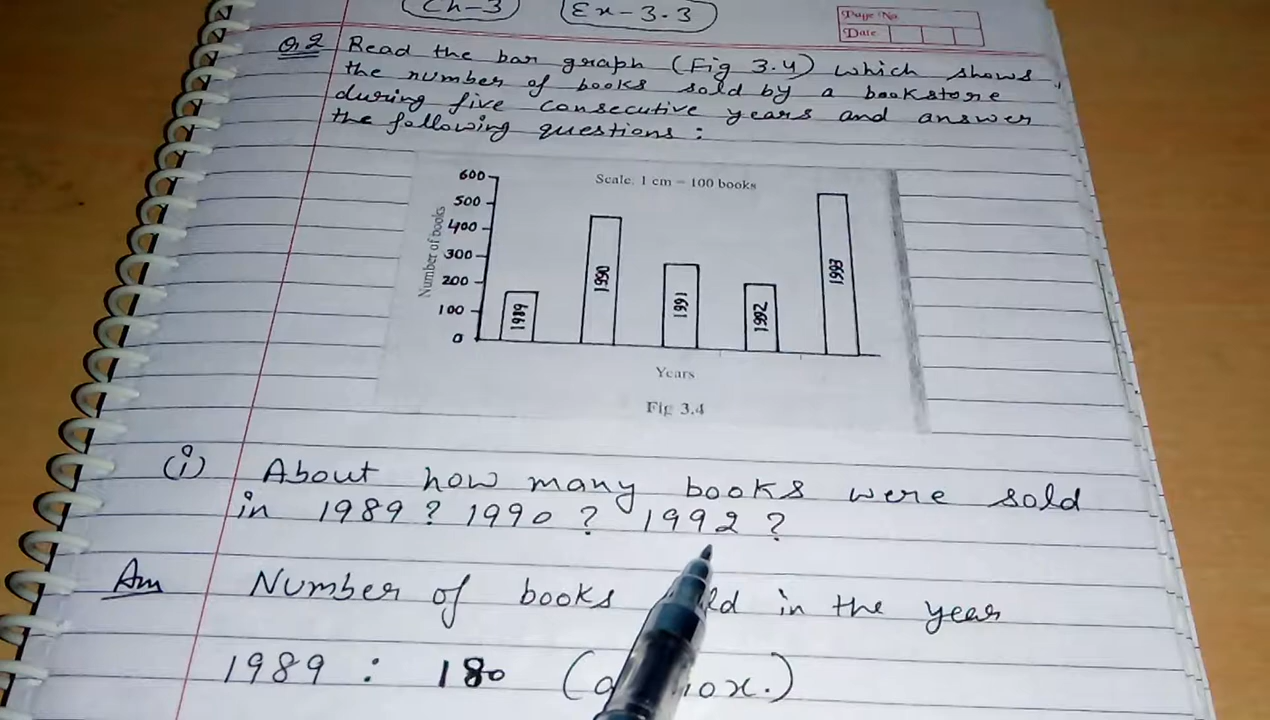 Ch-3 Ex-3.3
Page No.
Date
Q.2 Read the bar graph (Fig 3.4) which shows
the number of books sold by a bookstore
during five consecutive years and answer
the following questions :
Scale: 1 cm = 100 books
600
500
400
300
200
100
0
Number of books
1989
1990
1991
1992
1993
Years
Fig 3.4
(i) About how many books were sold
in 1989 ? 1990 ? 1992 ?
Ans Number of books in the year
1989 : 180